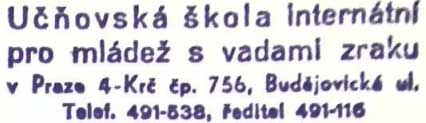 Učňovská škola internátní
pro mládež s vadami zraku
v Praze 4-Krč čp. 756, Budějovická ul.
Telef. 491-538, ředitel 491-116